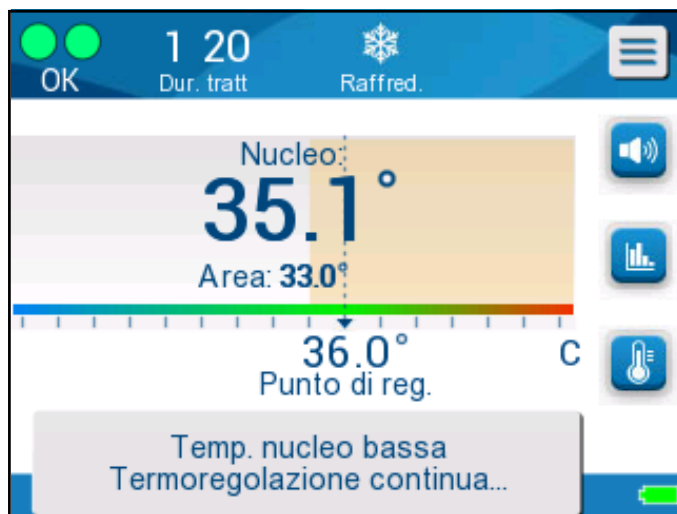 OK
1 20
Dur. tratt
Raffred.
Nucleo:
35.1°
Area: 33.0°
36.0°
C
Punto di reg.
Temp. nucleo bassa
Termoregolazione continua...